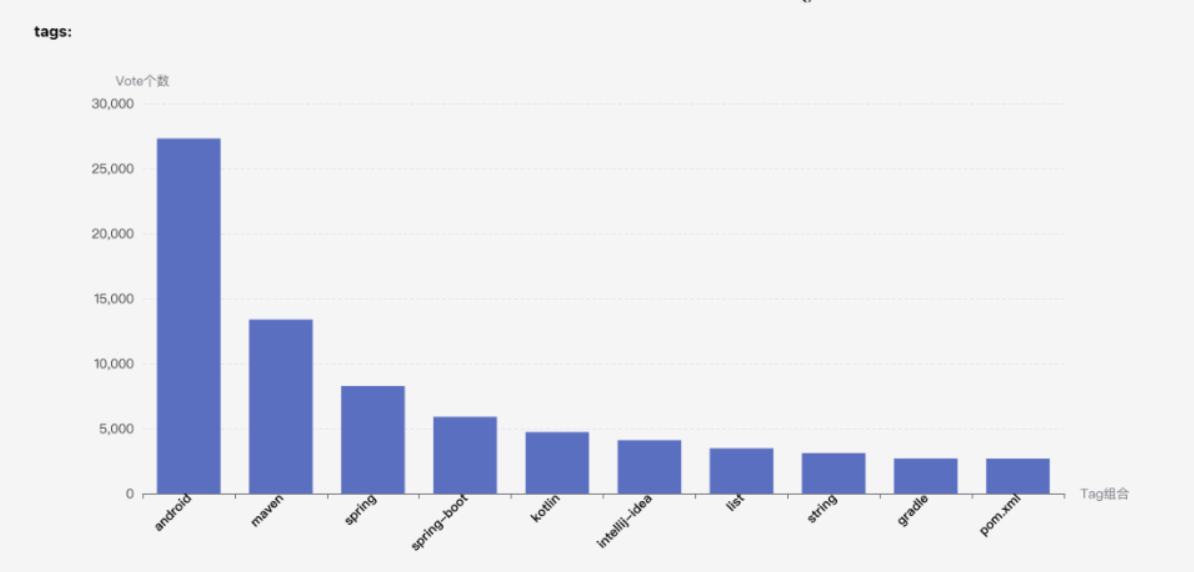 tags:
Vote个数
30,000
25,000
20,000
15,000
10,000
5,000
0
android
maven
spring
spring-boot
kotlin
intellij-idea
list
string
gradle
pom.xml
Tag组合